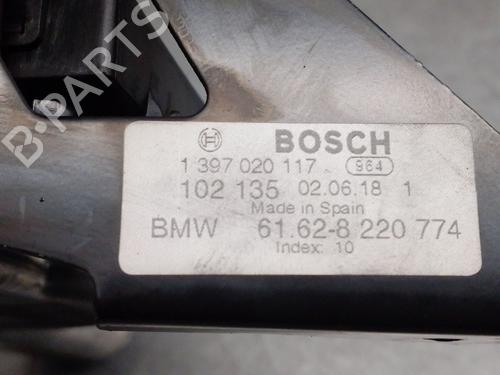 B-PARTS
BOSCH
1 397 020 117 964
102 135 02.06.18 1
Made in Spain
BMW 61.62-8 220 774
Index: 10